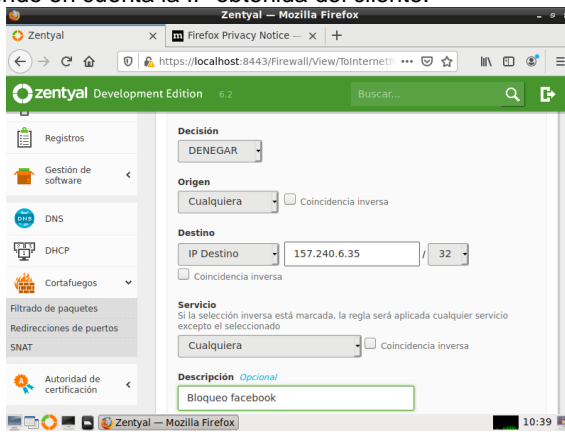 Zentyal — Mozilla Firefox
Zentyal
Firefox Privacy Notice —
https://localhost:8443/Firewall/View/ToInternetR
zentyal Development Edition 6.2
Buscar...
Registros
Gestión de
software
DNS
DHCP
Cortafuegos
Filtrado de paquetes
Redirecciones de puertos
SNAT
Autoridad de
certificación
Decisión
DENEGAR
Origen
Cualquiera
Coincidencia inversa
Destino
IP Destino
157.240.6.35
/ 32
Coincidencia inversa
Servicio
Si la selección inversa está marcada, la regla será aplicada cualquier servicio
excepto el seleccionado
Cualquiera
Coincidencia inversa
Descripción Opcional
Bloqueo facebook
Zentyal — Mozilla Firefox
10:39